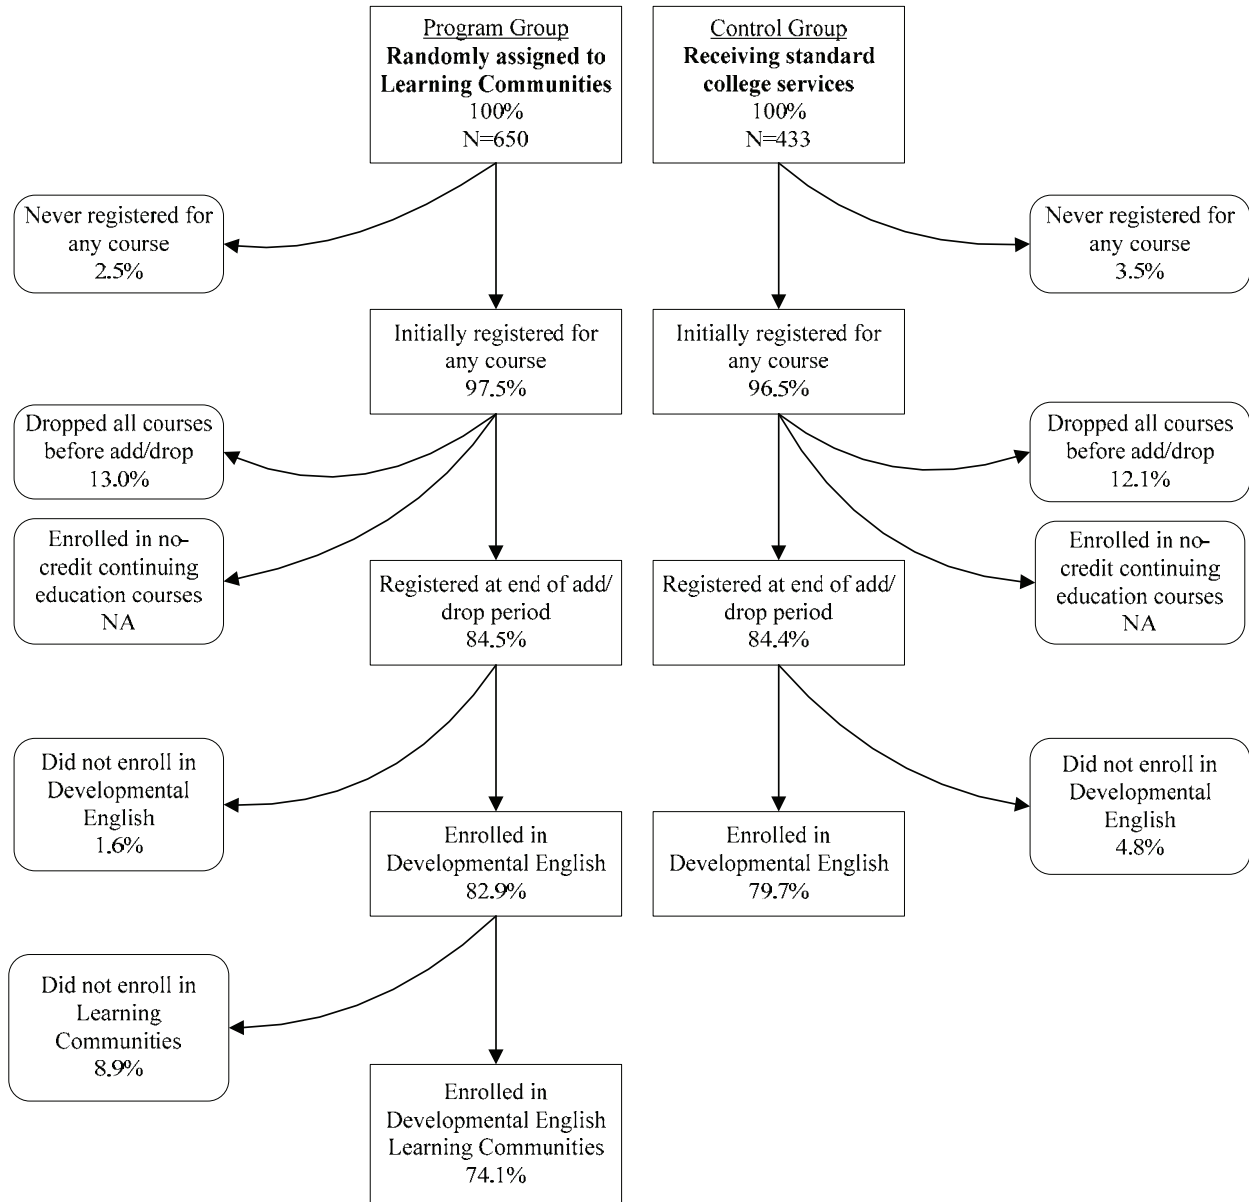 Program Group
Randomly assigned to
Learning Communities
100%
N=650
Control Group
Receiving standard
college services
100%
N=433
Never registered for
any course
2.5%
Never registered for
any course
3.5%
Initially registered for
any course
97.5%
Initially registered for
any course
96.5%
Dropped all courses
before add/drop
13.0%
Dropped all courses
before add/drop
12.1%
Enrolled in no-
credit continuing
education courses
NA
Enrolled in no-
credit continuing
education courses
NA
Registered at end of add/
drop period
84.5%
Registered at end of add/
drop period
84.4%
Did not enroll in
Developmental
English
1.6%
Did not enroll in
Developmental
English
4.8%
Enrolled in
Developmental English
82.9%
Enrolled in
Developmental English
79.7%
Did not enroll in
Learning
Communities
8.9%
Enrolled in
Developmental English
Learning Communities
74.1%